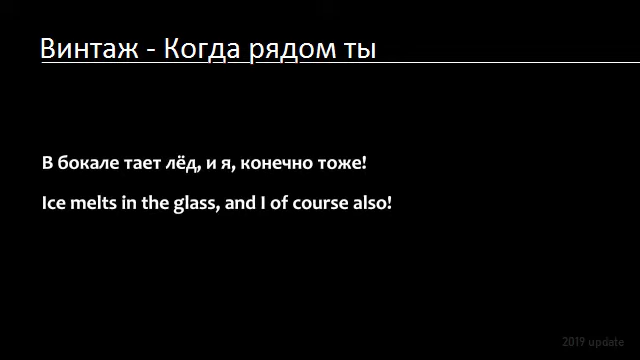 Винтаж - Когда рядом ты
В бокале тает лёд, и я, конечно тоже!
Ice melts in the glass, and I of course also!
2019 update